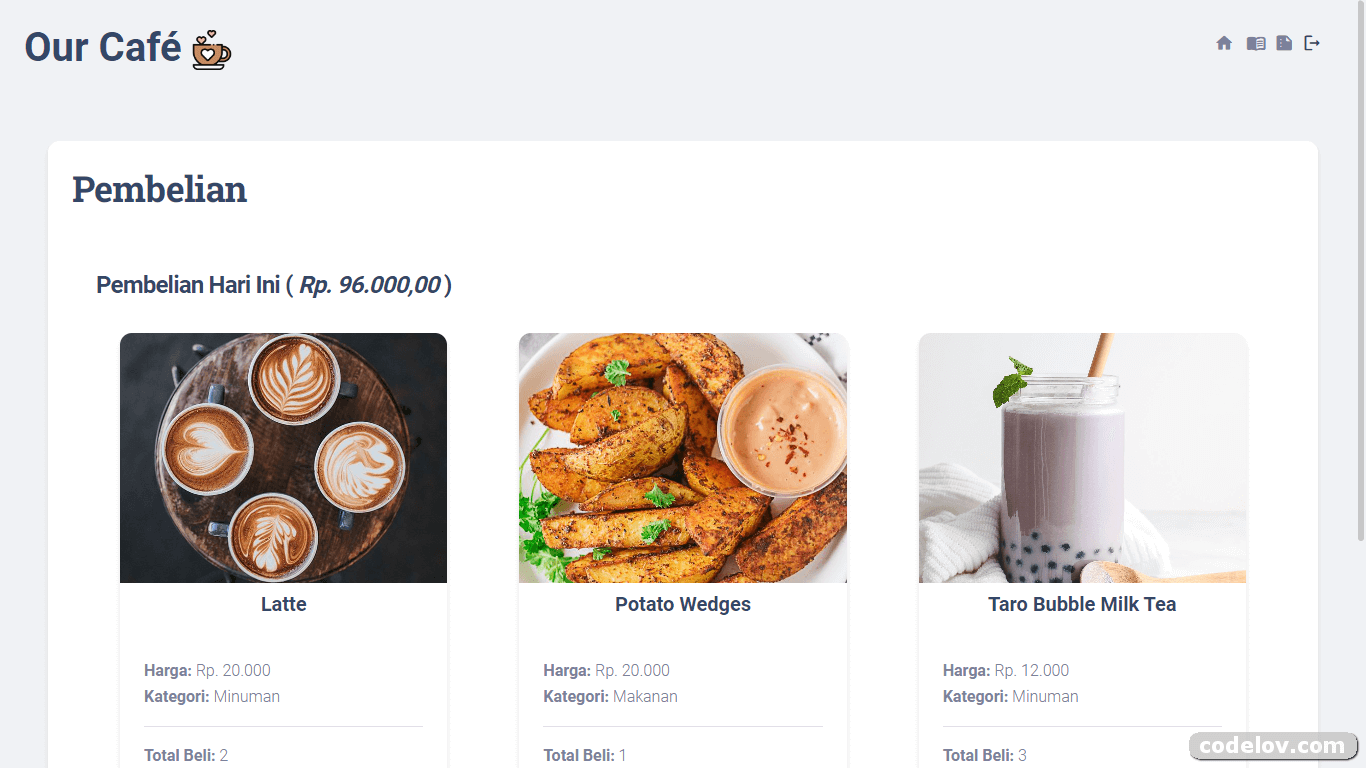 Our Café
Pembelian
Pembelian Hari Ini ( Rp. 96.000,00 )
Latte
Harga: Rp. 20.000
Kategori: Minuman
Total Beli: 2
Potato Wedges
Harga: Rp. 20.000
Kategori: Makanan
Total Beli: 1
Taro Bubble Milk Tea
Harga: Rp. 12.000
Kategori: Minuman
Total Beli: 3
codelov.com